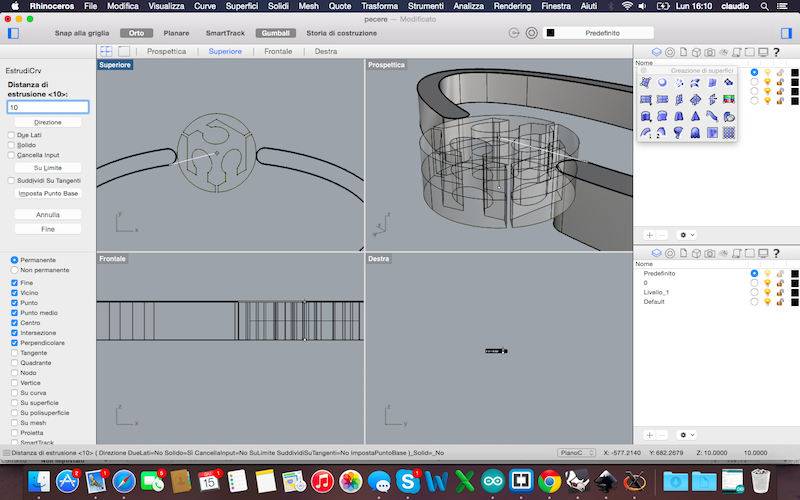 Rhinoceros File Modifica Vista Curve Superfici Solidi Mesh Quote Trasforma Strumenti Analizza Rendering Finestra Aiuti Lun 16:10 claudio
pecere — Modificato
Snap alla griglia Orto Planare SmartTrack Gumball Storia di costruzione Predefinito
Prospettica Superiore Frontale Destra
EstrudiCrv
Distanza di
estrusione <10>:
10
Direzione
Due Lati
Solido
Cancella Input
Su Limite
Suddividi Su Tangenti
Imposta Punto Base
Annulla
Fine
Permanente
Non permanente
Fine
Vicino
Punto
Punto medio
Centro
Intersezione
Perpendicolare
Tangente
Quadrante
Nodo
Vertice
Su curva
Su superficie
Su polisuperficie
Su mesh
Proietta
SmartTrack
Superiore
y
x
Prospettica
z
y
x
Frontale
z
x
Destra
z
y
Nome
Creazione di superfici
Nome
Predefinito
0
Livello_1
Default
Distanza di estrusione <10> ( Direzione DueLati=No Solido=Sì CancellaInput=No SuLimite SuddividiSuTangenti=No ImpostaPuntoBase )_Solid=_No
PianoC X: -577.2140 Y: 682.2679 Z: 10.0000 10.0000